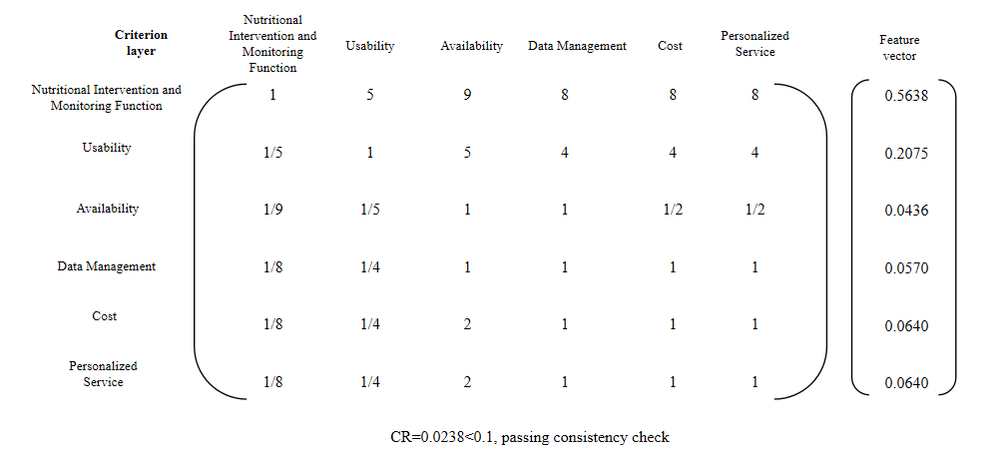 Criterion
layer
Nutritional
Intervention and
Monitoring
Function
Usability
Availability
Data Management
Cost
Personalized
Service
Feature
vector
Nutritional Intervention and
Monitoring Function
1 5 9 8 8 8 0.5638
Usability 1/5 1 5 4 4 4 0.2075
Availability 1/9 1/5 1 1 1/2 1/2 0.0436
Data Management 1/8 1/4 1 1 1 1 0.0570
Cost 1/8 1/4 2 1 1 1 0.0640
Personalized
Service
1/8 1/4 2 1 1 1 0.0640
CR=0.0238<0.1, passing consistency check